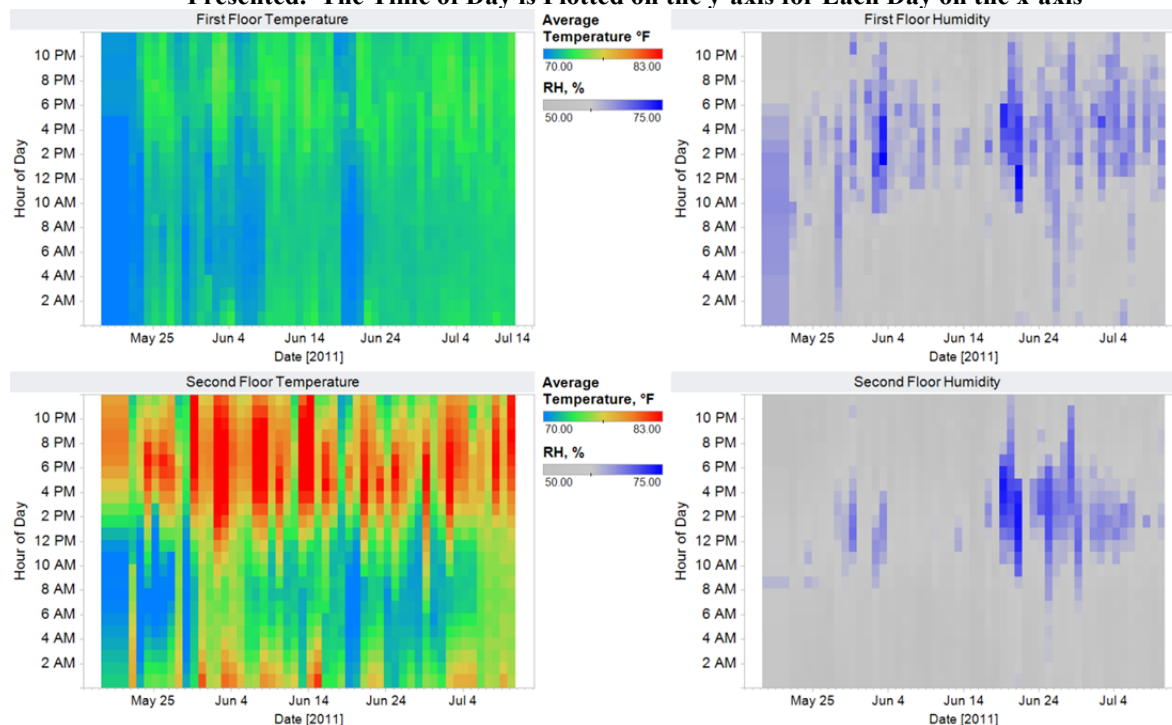 Presented: The Time of Day is Plotted on the y-axis for Each Day on the x-axis
First Floor Temperature
10 PM
8 PM
6 PM
4 PM
2 PM
12 PM
10 AM
8 AM
6 AM
4 AM
2 AM
Hour of Day
May 25 Jun 4 Jun 14 Jun 24 Jul 4 Jul 14
Date [2011]
Average
Temperature °F
70.00 83.00
RH, %
50.00 75.00
First Floor Humidity
10 PM
8 PM
6 PM
4 PM
2 PM
12 PM
10 AM
8 AM
6 AM
4 AM
2 AM
Hour of Day
May 25 Jun 4 Jun 14 Jun 24 Jul 4
Date [2011]
Second Floor Temperature
10 PM
8 PM
6 PM
4 PM
2 PM
12 PM
10 AM
8 AM
6 AM
4 AM
2 AM
Hour of Day
May 25 Jun 4 Jun 14 Jun 24 Jul 4
Date [2011]
Average
Temperature, °F
70.00 83.00
RH, %
50.00 75.00
Second Floor Humidity
10 PM
8 PM
6 PM
4 PM
2 PM
12 PM
10 AM
8 AM
6 AM
4 AM
2 AM
Hour of Day
May 25 Jun 4 Jun 14 Jun 24 Jul 4
Date [2011]